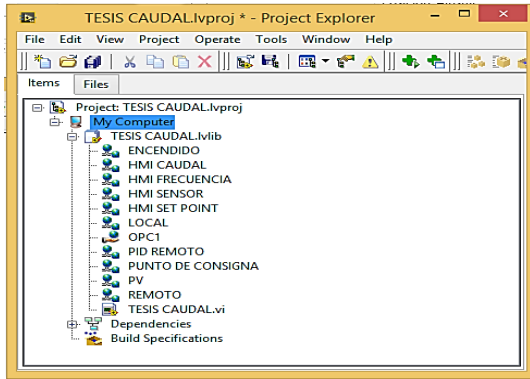 TESIS CAUDAL.lvproj * - Project Explorer
File Edit View Project Operate Tools Window Help
Items Files
Project: TESIS CAUDAL.lvproj
My Computer
TESIS CAUDAL.lvlib
ENCENDIDO
HMI CAUDAL
HMI FRECUENCIA
HMI SENSOR
HMI SET POINT
LOCAL
OPC1
PID REMOTO
PUNTO DE CONSIGNA
PV
REMOTO
TESIS CAUDAL.vi
Dependencies
Build Specifications